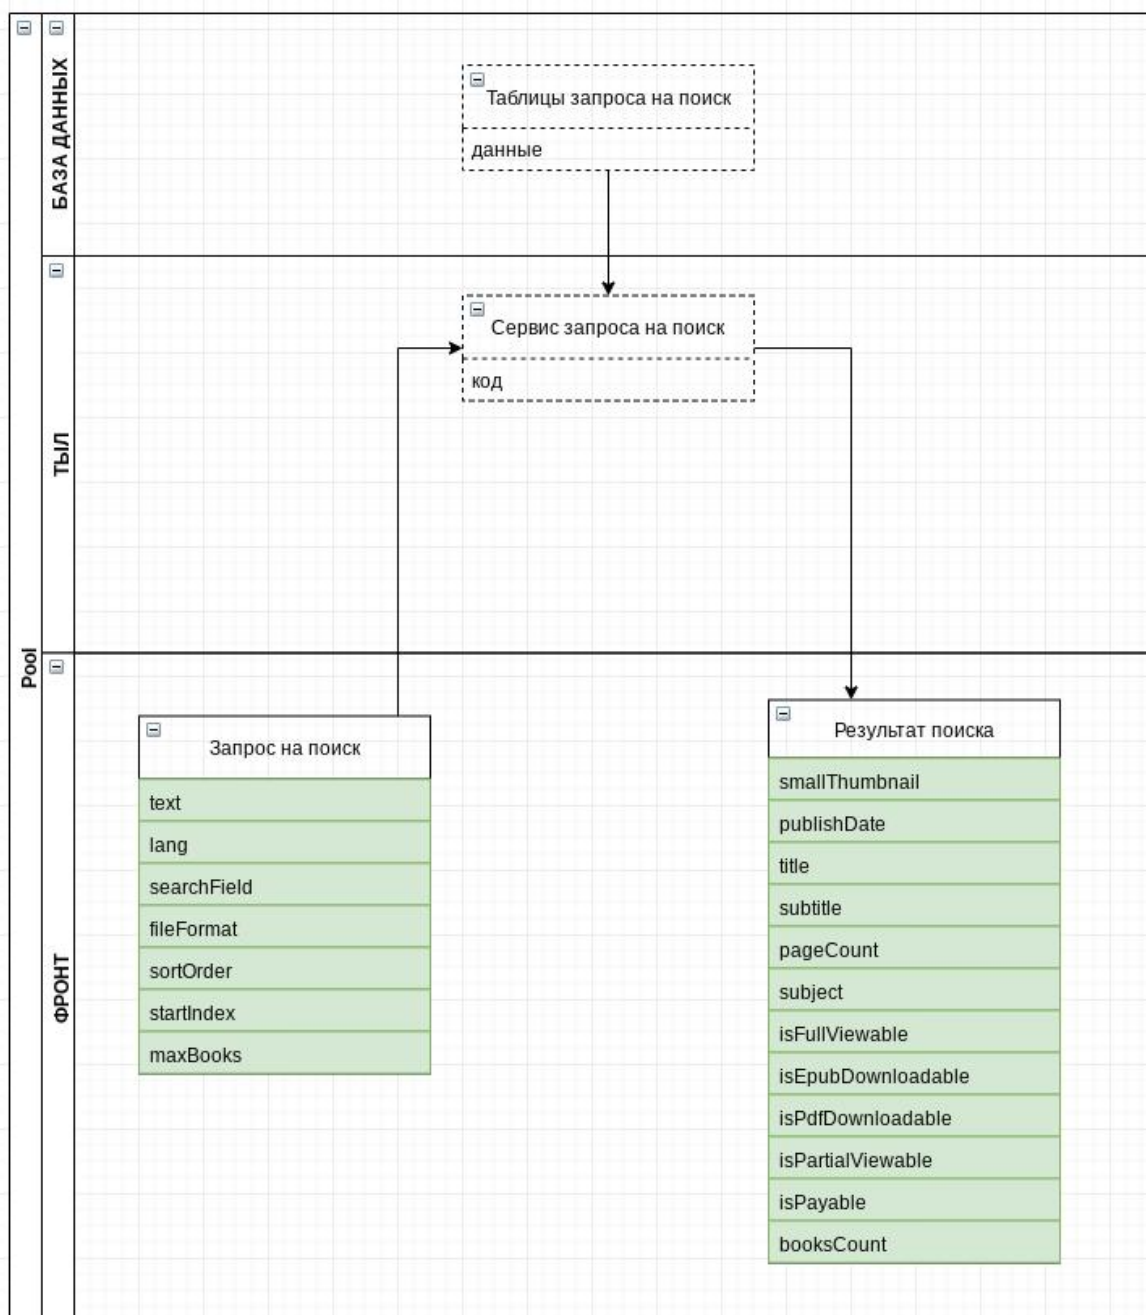 Pool
БАЗА ДАННЫХ
Таблицы запроса на поиск
данные
ТЫЛ
Сервис запроса на поиск
код
ФРОНТ
Запрос на поиск
text
lang
searchField
fileFormat
sortOrder
startIndex
maxBooks
Результат поиска
smallThumbnail
publishDate
title
subtitle
pageCount
subject
isFullViewable
isEpubDownloadable
isPdfDownloadable
isPartialViewable
isPayable
booksCount